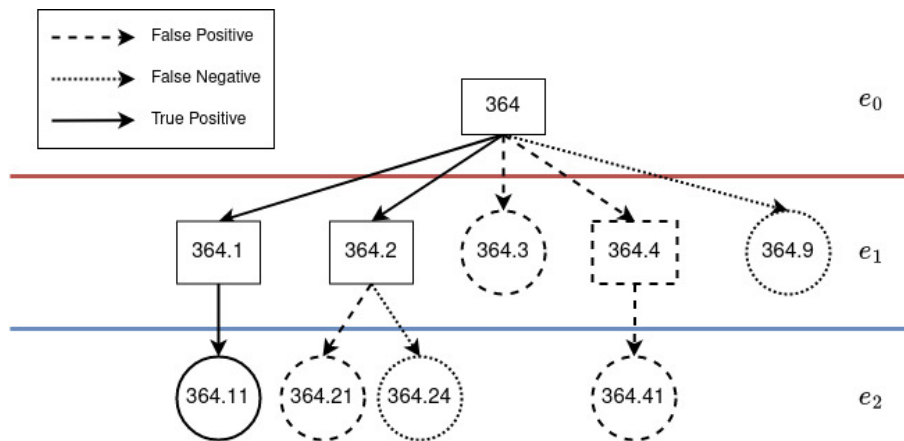 False Positive
False Negative
True Positive
364
e₀
364.1
364.2
364.3
364.4
364.9
e₁
364.11
364.21
364.24
364.41
e₂